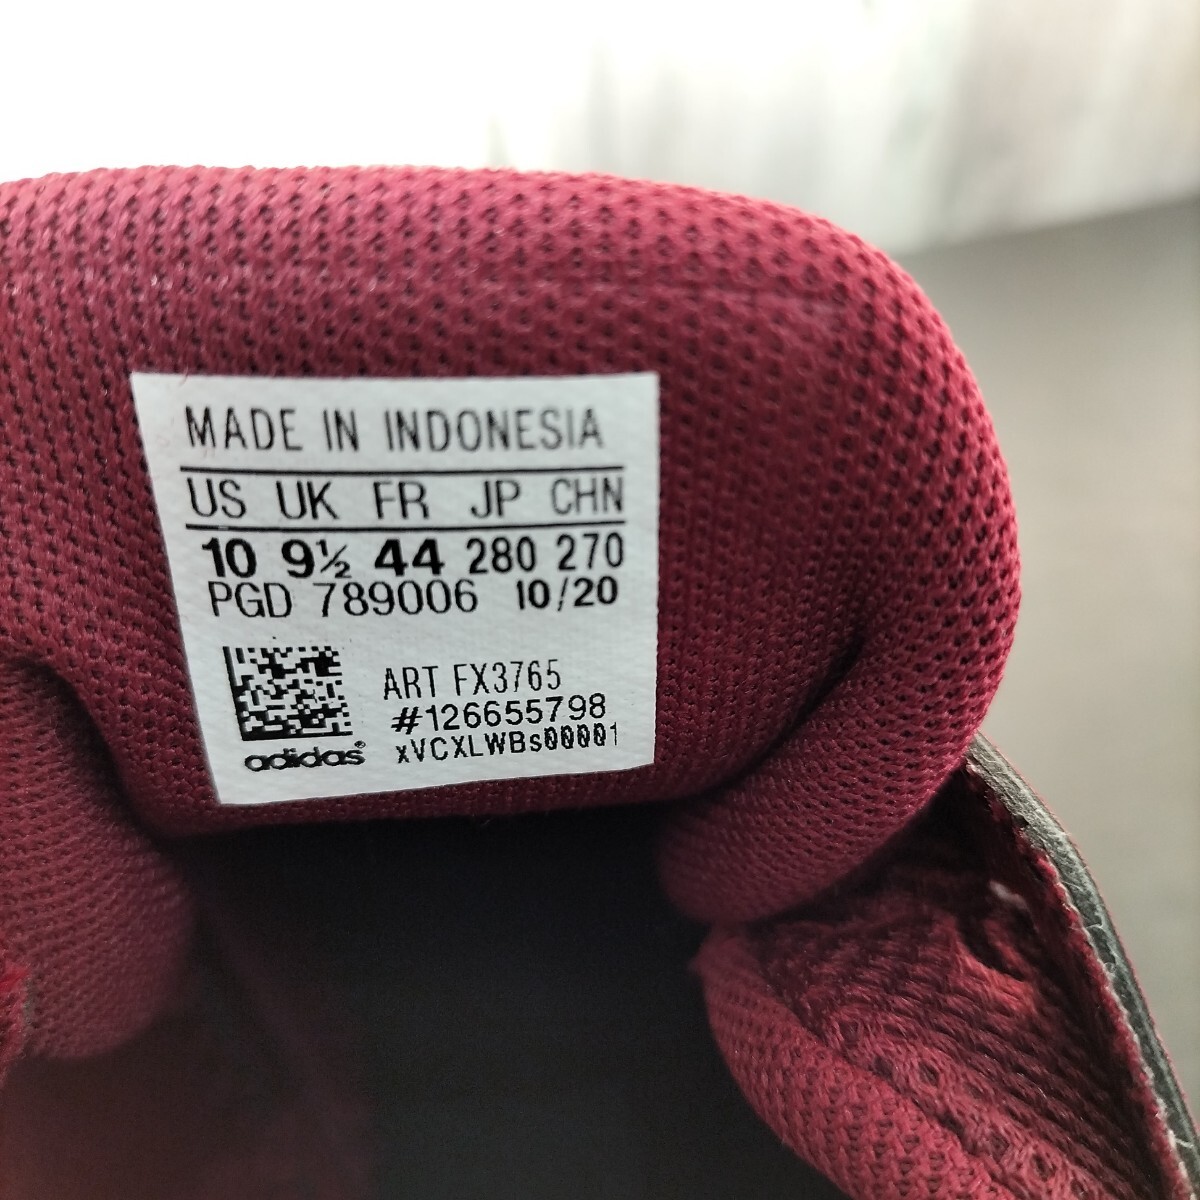 MADE IN INDONESIA
US UK FR JP CHN
10 9½ 44 280 270
PGD 789006 10/20
ART FX3765
#126655798
adidas® xVCXLWBs00001